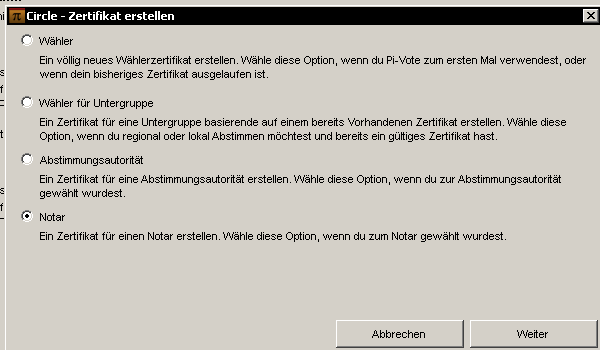 Circle - Zertifikat erstellen
Wähler
Ein völlig neues Wählerzertifikat erstellen. Wähle diese Option, wenn du Pi-Vote zum ersten Mal verwendest, oder
wenn dein bisheriges Zertifikat ausgelaufen ist.
Wähler für Untergruppe
Ein Zertifikat für eine Untergruppe basierende auf einem bereits Vorhandenen Zertifikat erstellen. Wähle diese
Option, wenn du regional oder lokal Abstimmen möchtest und bereits ein gültiges Zertifikat hast.
Abstimmungsautorität
Ein Zertifikat für eine Abstimmungsautorität erstellen. Wähle diese Option, wenn du zur Abstimmungsautorität
gewählt wurdest.
Notar
Ein Zertifikat für einen Notar erstellen. Wähle diese Option, wenn du zum Notar gewählt wurdest.
Abbrechen
Weiter